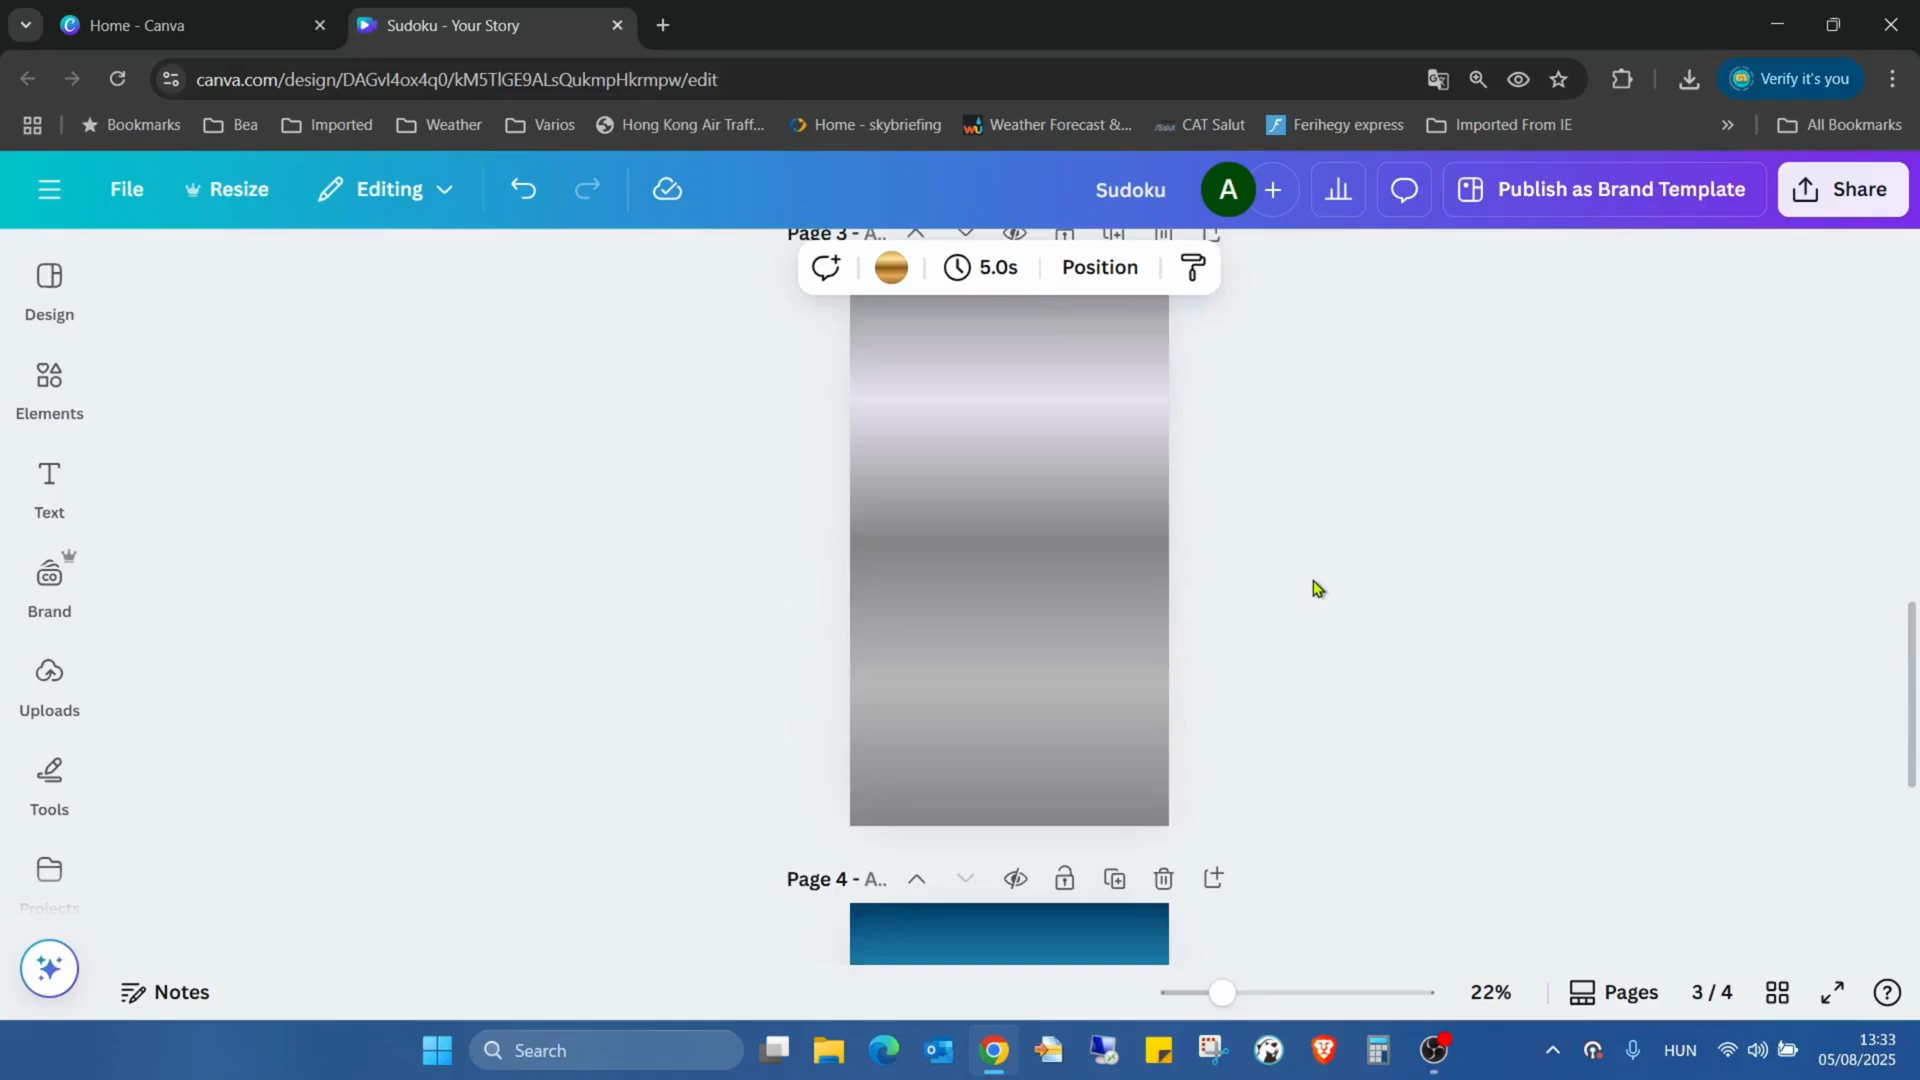 Home - Canva
Sudoku - Your Story
canva.com/design/DAGvI4ox4q0/kM5TlGE9ALsQukmpHkrmpw/edit
Verify it's you
Bookmarks
Bea
Imported
Weather
Varios
Hong Kong Air Traff...
Home - skybriefing
Weather Forecast &...
CAT Salut
Ferihegy express
Imported From IE
All Bookmarks
File
Resize
Editing
Sudoku
A
Publish as Brand Template
Share
Page 3 - A..
5.0s
Position
Design
Elements
Text
Brand
Uploads
Tools
Projects
Page 4 - A..
Notes
22%
Pages
3 / 4
Search
HUN
13:33
05/08/2025